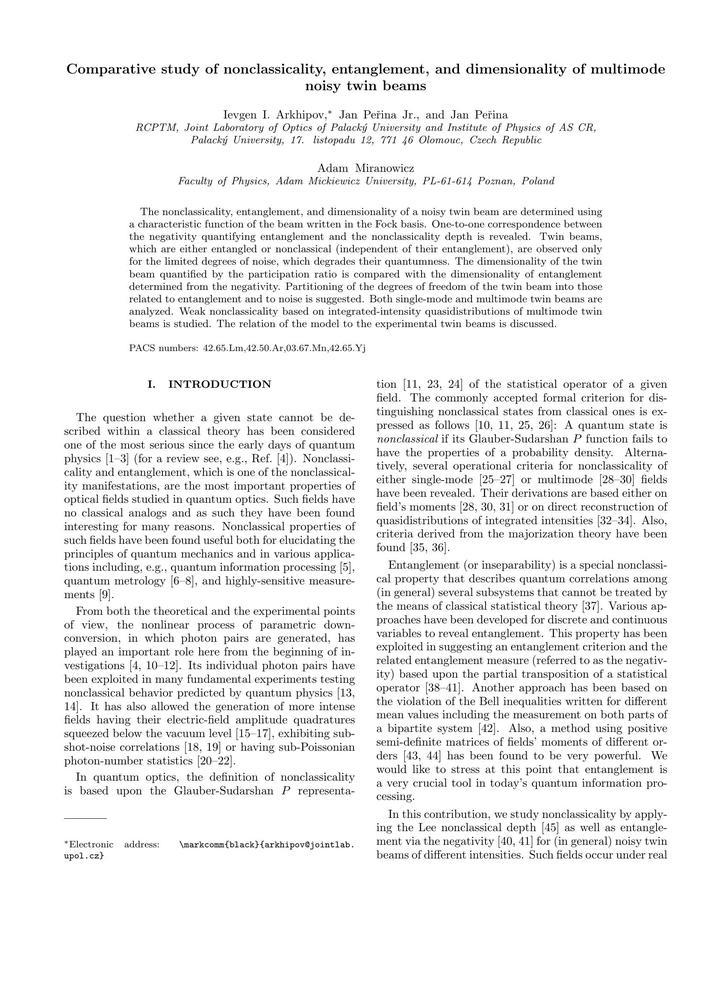 Comparative study of nonclassicality, entanglement, and dimensionality of multimode
noisy twin beams
Ievgen I. Arkhipov,* Jan Peřina Jr., and Jan Peřina
RCPTM, Joint Laboratory of Optics of Palacký University and Institute of Physics of AS CR,
Palacký University, 17. listopadu 12, 771 46 Olomouc, Czech Republic
Adam Miranowicz
Faculty of Physics, Adam Mickiewicz University, PL-61-614 Poznan, Poland
The nonclassicality, entanglement, and dimensionality of a noisy twin beam are determined using
a characteristic function of the beam written in the Fock basis. One-to-one correspondence between
the negativity quantifying entanglement and the nonclassicality depth is revealed. Twin beams,
which are either entangled or nonclassical (independent of their entanglement), are observed only
for the limited degrees of noise, which degrades their quantumness. The dimensionality of the twin
beam quantified by the participation ratio is compared with the dimensionality of entanglement
determined from the negativity. Partitioning of the degrees of freedom of the twin beam into those
related to entanglement and to noise is suggested. Both single-mode and multimode twin beams are
analyzed. Weak nonclassicality based on integrated-intensity quasidistributions of multimode twin
beams is studied. The relation of the model to the experimental twin beams is discussed.
PACS numbers: 42.65.Lm,42.50.Ar,03.67.Mn,42.65.Yj
I. INTRODUCTION
The question whether a given state cannot be de-
scribed within a classical theory has been considered
one of the most serious since the early days of quantum
physics [1–3] (for a review see, e.g., Ref. [4]). Nonclassi-
cality and entanglement, which is one of the nonclassical-
ity manifestations, are the most important properties of
optical fields studied in quantum optics. Such fields have
no classical analogs and as such they have been found
interesting for many reasons. Nonclassical properties of
such fields have been found useful both for elucidating the
principles of quantum mechanics and in various applica-
tions including, e.g., quantum information processing [5],
quantum metrology [6–8], and highly-sensitive measure-
ments [9].
From both the theoretical and the experimental points
of view, the nonlinear process of parametric down-
conversion, in which photon pairs are generated, has
played an important role here from the beginning of in-
vestigations [4, 10–12]. Its individual photon pairs have
been exploited in many fundamental experiments testing
nonclassical behavior predicted by quantum physics [13,
14]. It has also allowed the generation of more intense
fields having their electric-field amplitude quadratures
squeezed below the vacuum level [15–17], exhibiting sub-
shot-noise correlations [18, 19] or having sub-Poissonian
photon-number statistics [20–22].
In quantum optics, the definition of nonclassicality
is based upon the Glauber-Sudarshan P representa-
*Electronic address: \markcomm{black}{arkhipov@jointlab.
upol.cz}
tion [11, 23, 24] of the statistical operator of a given
field. The commonly accepted formal criterion for dis-
tinguishing nonclassical states from classical ones is ex-
pressed as follows [10, 11, 25, 26]: A quantum state is
nonclassical if its Glauber-Sudarshan P function fails to
have the properties of a probability density. Alterna-
tively, several operational criteria for nonclassicality of
either single-mode [25–27] or multimode [28–30] fields
have been revealed. Their derivations are based either on
field's moments [28, 30, 31] or on direct reconstruction of
quasidistributions of integrated intensities [32–34]. Also,
criteria derived from the majorization theory have been
found [35, 36].
Entanglement (or inseparability) is a special nonclassi-
cal property that describes quantum correlations among
(in general) several subsystems that cannot be treated by
the means of classical statistical theory [37]. Various ap-
proaches have been developed for discrete and continuous
variables to reveal entanglement. This property has been
exploited in suggesting an entanglement criterion and the
related entanglement measure (referred to as the negativ-
ity) based upon the partial transposition of a statistical
operator [38–41]. Another approach has been based on
the violation of the Bell inequalities written for different
mean values including the measurement on both parts of
a bipartite system [42]. Also, a method using positive
semi-definite matrices of fields' moments of different or-
ders [43, 44] has been found to be very powerful. We
would like to stress at this point that entanglement is
a very crucial tool in today's quantum information pro-
cessing.
In this contribution, we study nonclassicality by apply-
ing the Lee nonclassical depth [45] as well as entangle-
ment via the negativity [40, 41] for (in general) noisy twin
beams of different intensities. Such fields occur under real